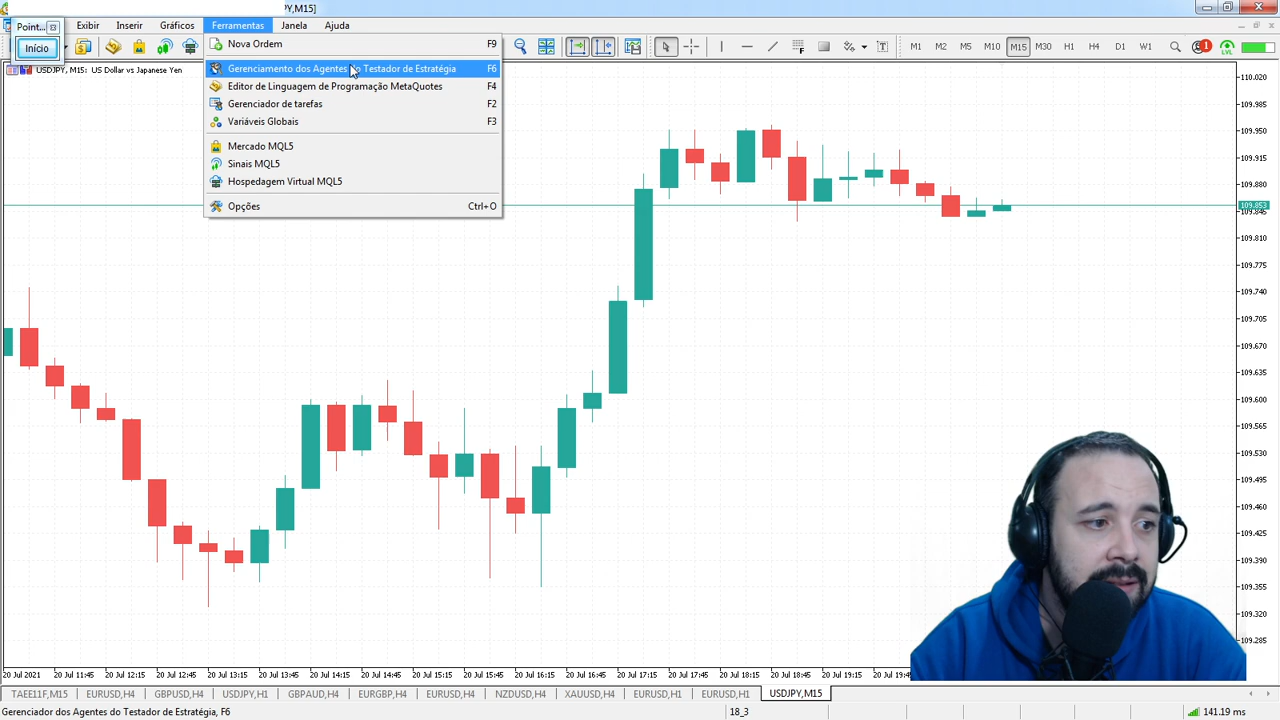 PY,M15]
Point...
Exibir Inserir Gráficos Ferramentas Janela Ajuda
Início
M1 M2 M10 M15 M30 H1 H4 D1 W1
1
LVL
USDJPY, M15: US Dollar vs Japanese Yen
Nova Ordem F9
Gerenciamento dos Agentes do Testador de Estratégia F6
Editor de Linguagem de Programação MetaQuotes F4
Gerenciador de tarefas F2
Variáveis Globais F3
Mercado MQL5
Sinais MQL5
Hospedagem Virtual MQL5
Opções Ctrl+O
110.020
109.985
109.950
109.915
109.880
109.853
109.845
109.810
109.775
109.740
109.705
109.670
109.635
109.600
109.565
109.530
109.495
109.460
109.425
109.390
109.355
109.320
109.285
20 Jul 2021 20 Jul 11:45 20 Jul 12:15 20 Jul 12:45 20 Jul 13:15 20 Jul 13:45 20 Jul 14:15 20 Jul 14:45 20 Jul 15:15 20 Jul 15:45 20 Jul 16:15 20 Jul 16:45 20 Jul 17:15 20 Jul 17:45 20 Jul 18:15 20 Jul 18:45 20 Jul 19:15
TAEE11F,M15 EURUSD,H4 GBPUSD,H4 USDJPY,H1 GBPAUD,H4 EURGBP,H4 EURUSD,H4 NZDUSD,H4 XAUUSD,H4 EURUSD,H1 EURUSD,H1 USDJPY,M15
Gerenciador dos Agentes do Testador de Estratégia, F6 18_3 141.19 ms